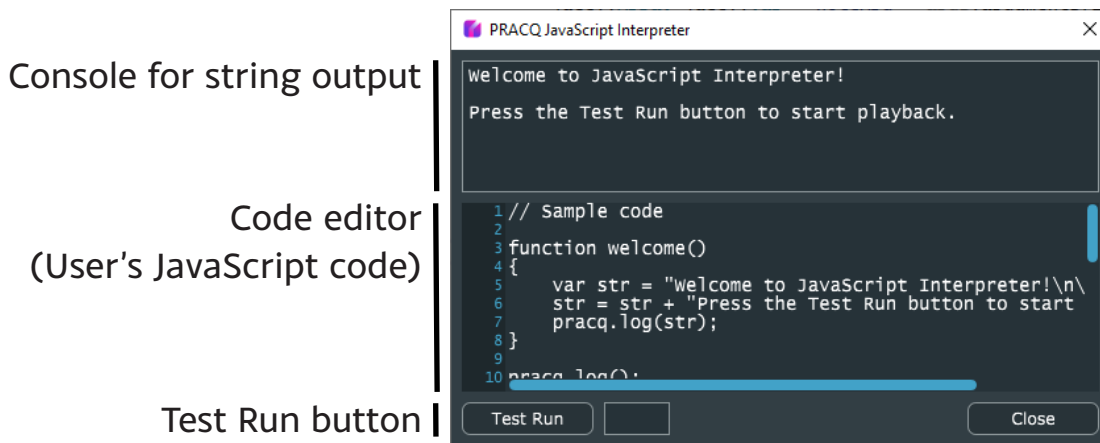 PRACQ JavaScript Interpreter
Console for string output
Welcome to JavaScript Interpreter!
Press the Test Run button to start playback.
Code editor
(User's JavaScript code)
1 // Sample code
2
3 function welcome()
4 {
5 var str = "Welcome to JavaScript Interpreter!\n\
6 str = str + "Press the Test Run button to start
7 pracq.log(str);
8 }
9
10 pracq.log();
Test Run button
Test Run
Close